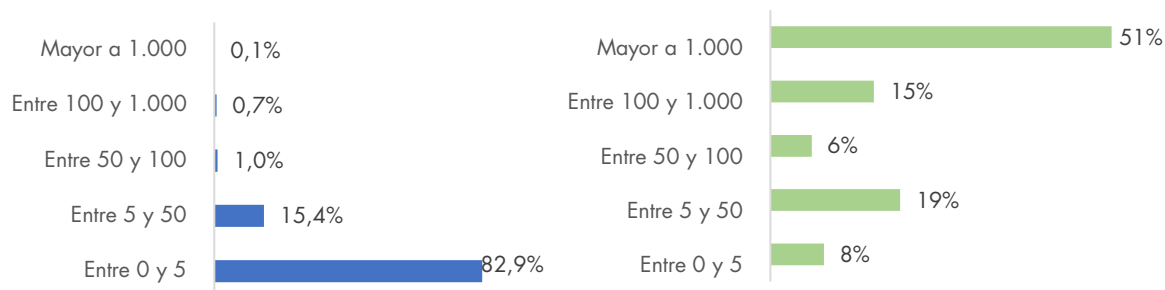 Mayor a 1.000 0,1%
Entre 100 y 1.000 0,7%
Entre 50 y 100 1,0%
Entre 5 y 50 15,4%
Entre 0 y 5 82,9%
Mayor a 1.000 51%
Entre 100 y 1.000 15%
Entre 50 y 100 6%
Entre 5 y 50 19%
Entre 0 y 5 8%